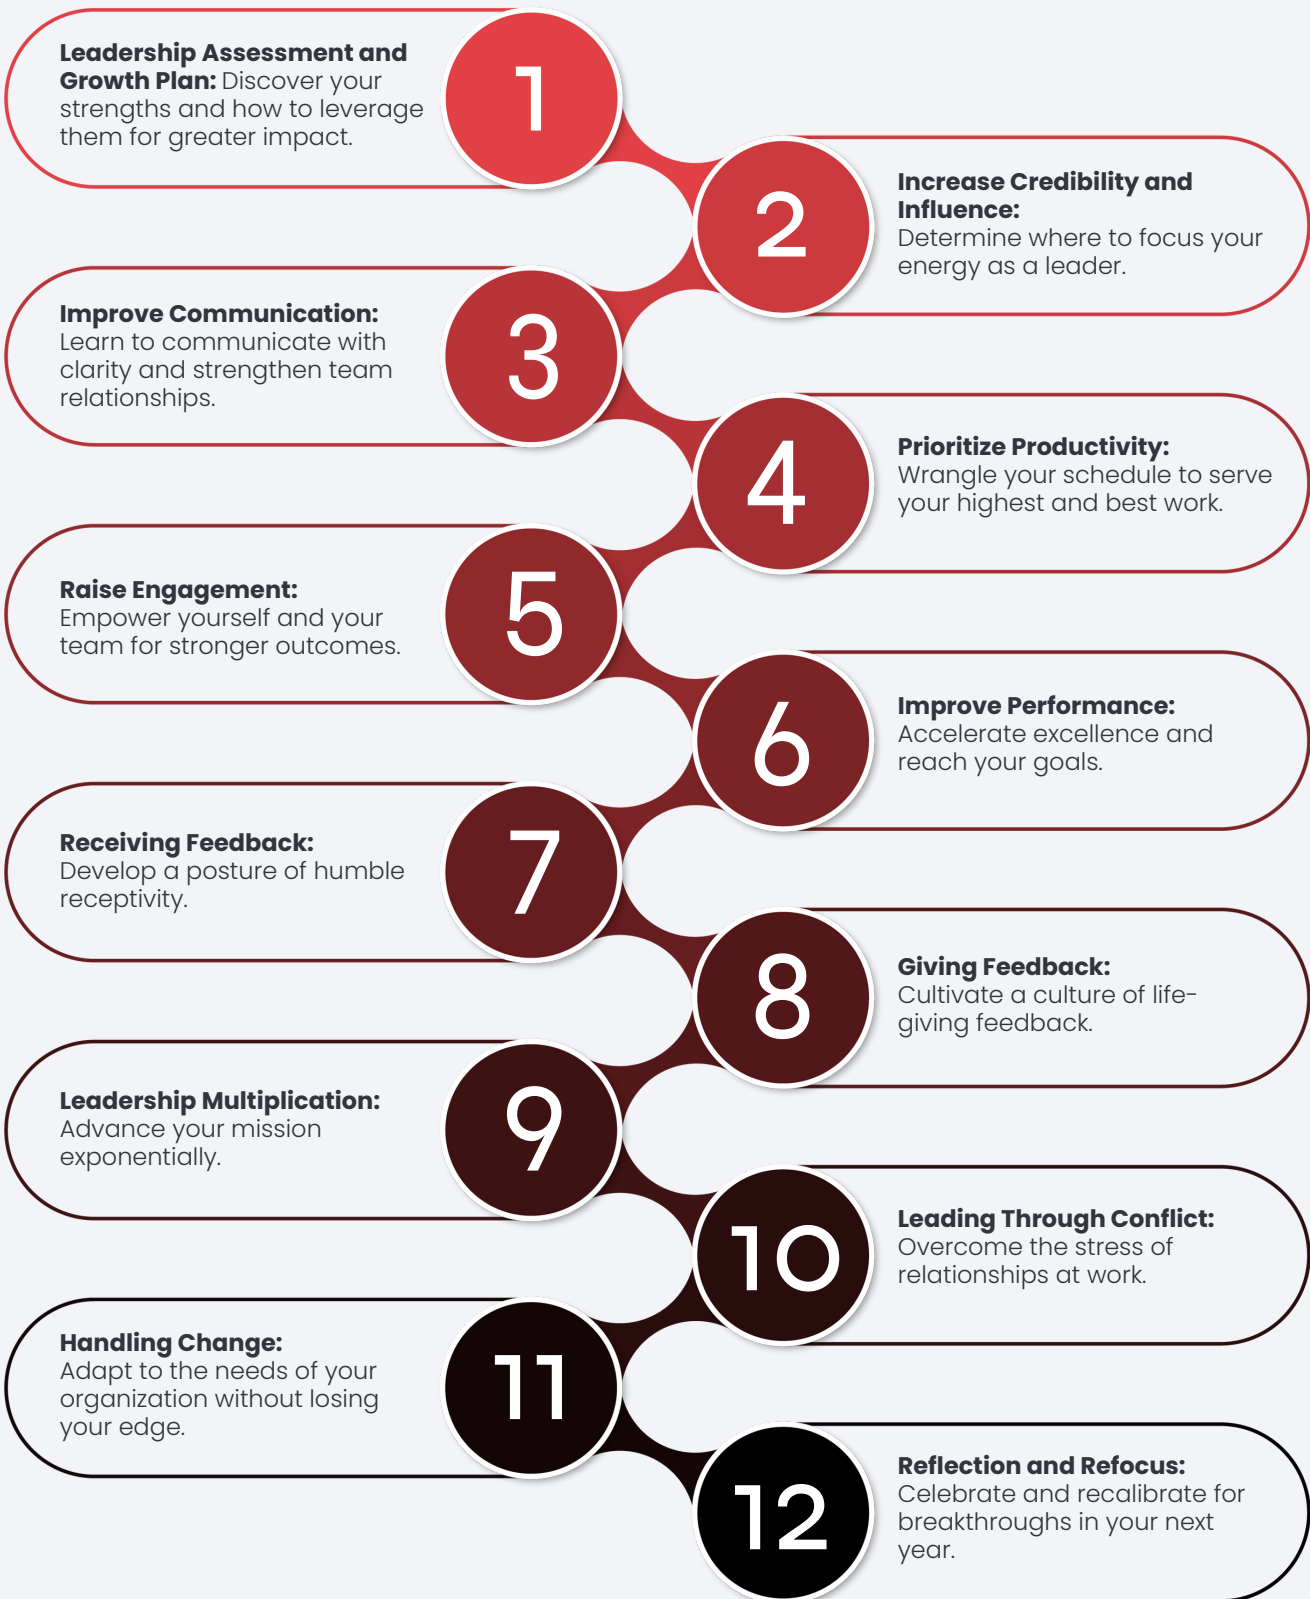 Leadership Assessment and
Growth Plan: Discover your
strengths and how to leverage
them for greater impact.
1
2
Increase Credibility and
Influence:
Determine where to focus your
energy as a leader.
Improve Communication:
Learn to communicate with
clarity and strengthen team
relationships.
3
4
Prioritize Productivity:
Wrangle your schedule to serve
your highest and best work.
Raise Engagement:
Empower yourself and your
team for stronger outcomes.
5
6
Improve Performance:
Accelerate excellence and
reach your goals.
Receiving Feedback:
Develop a posture of humble
receptivity.
7
8
Giving Feedback:
Cultivate a culture of life-
giving feedback.
Leadership Multiplication:
Advance your mission
exponentially.
9
10
Leading Through Conflict:
Overcome the stress of
relationships at work.
Handling Change:
Adapt to the needs of your
organization without losing
your edge.
11
12
Reflection and Refocus:
Celebrate and recalibrate for
breakthroughs in your next
year.